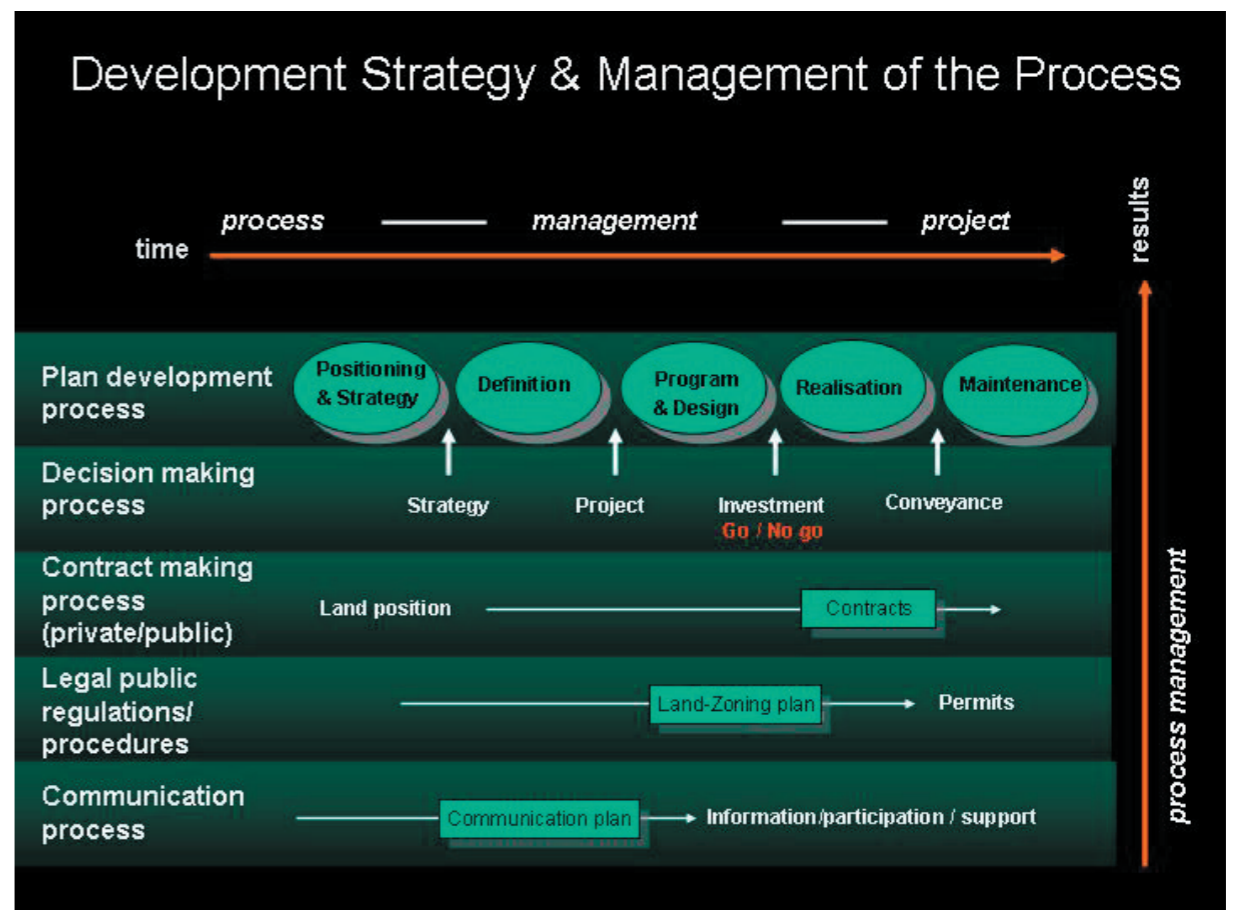 Development Strategy & Management of the Process
process
management
project
time
results
Plan development
process
Positioning
& Strategy
Definition
Program
& Design
Realisation
Maintenance
Decision making
process
Strategy
Project
Investment
Go / No go
Conveyance
Contract making
process
(private/public)
Land position
Contracts
Legal public
regulations/
procedures
Land-Zoning plan
Permits
Communication
process
Communication plan
Information/participation / support
process management